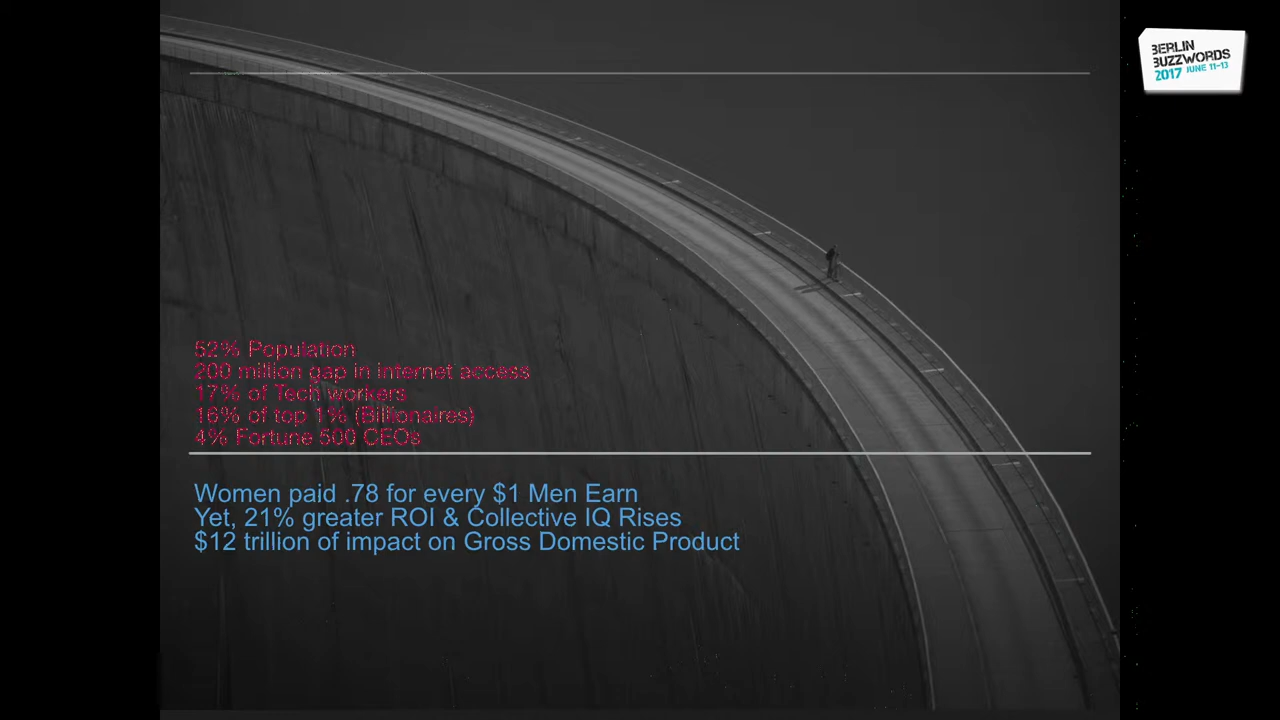 BERLIN
BUZZWORDS
2017 JUNE 11-13
52% Population
200 million gap in internet access
17% of Tech workers
16% of top 1% (Billionaires)
4% Fortune 500 CEOs
Women paid .78 for every $1 Men Earn
Yet, 21% greater ROI & Collective IQ Rises
$12 trillion of impact on Gross Domestic Product